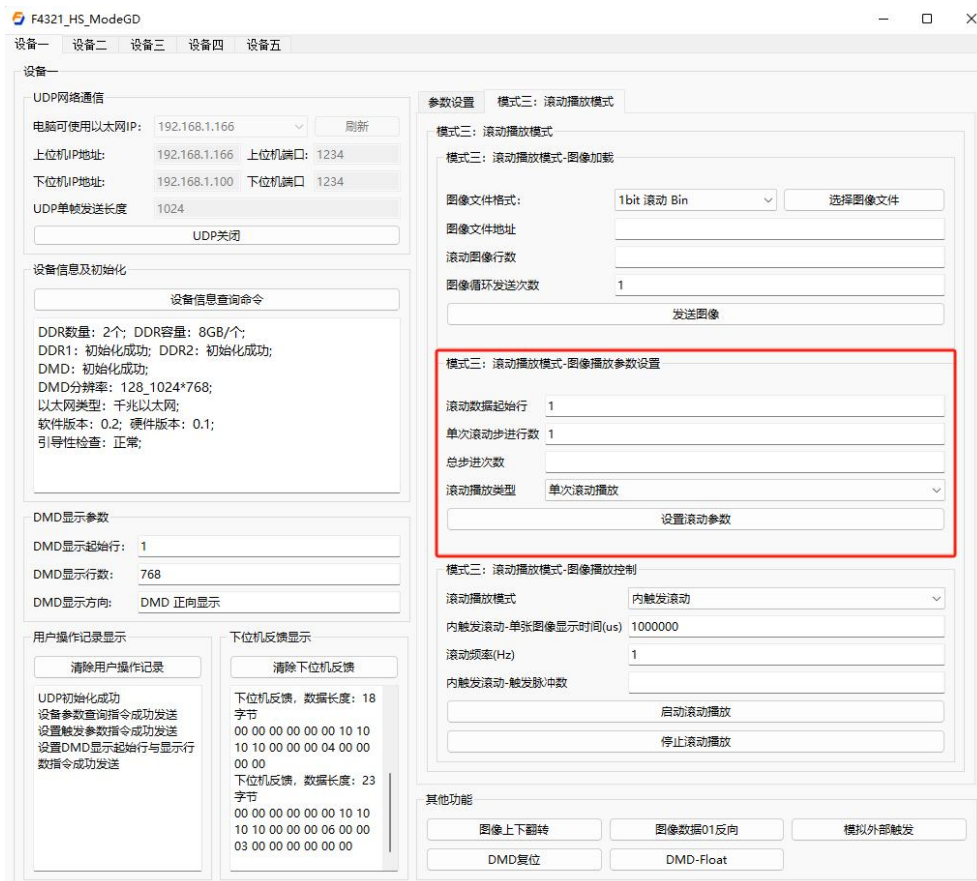 F4321_HS_ModeGD
设备一 设备二 设备三 设备四 设备五
设备一
UDP网络通信
电脑可使用以太网IP: 192.168.1.166 刷新
上位机IP地址: 192.168.1.166 上位机端口: 1234
下位机IP地址: 192.168.1.100 下位机端口 1234
UDP单帧发送长度 1024
UDP关闭
设备信息及初始化
设备信息查询命令
DDR数量: 2个; DDR容量: 8GB/个;
DDR1: 初始化成功; DDR2: 初始化成功;
DMD: 初始化成功;
DMD分辨率: 128_1024*768;
以太网类型: 千兆以太网;
软件版本: 0.2; 硬件版本: 0.1;
引导性检查: 正常;
DMD显示参数
DMD显示起始行: 1
DMD显示行数: 768
DMD显示方向: DMD 正向显示
用户操作记录显示
清除用户操作记录
UDP初始化成功
设备参数查询指令成功发送
设置触发参数指令成功发送
设置DMD显示起始行与显示行
数指令成功发送
下位机反馈显示
清除下位机反馈
下位机反馈, 数据长度: 18
字节
00 00 00 00 00 00 10 10
10 10 00 00 00 04 00 00
00 00
下位机反馈, 数据长度: 23
字节
00 00 00 00 00 00 10 10
10 10 00 00 00 06 00 00
03 00 00 00 00 00 00
参数设置 模式三: 滚动播放模式
模式三: 滚动播放模式
模式三: 滚动播放模式-图像加载
图像文件格式: 1bit 滚动 Bin 选择图像文件
图像文件地址
滚动图像行数
图像循环发送次数 1
发送图像
模式三: 滚动播放模式-图像播放参数设置
滚动数据起始行 1
单次滚动步进行数 1
总步进次数
滚动播放类型 单次滚动播放
设置滚动参数
模式三: 滚动播放模式-图像播放控制
滚动播放模式 内触发滚动
内触发滚动-单张图像显示时间(us) 1000000
滚动频率(Hz) 1
内触发滚动-触发脉冲数
启动滚动播放
停止滚动播放
其他功能
图像上下翻转 图像数据01反向 模拟外部触发
DMD复位 DMD-Float